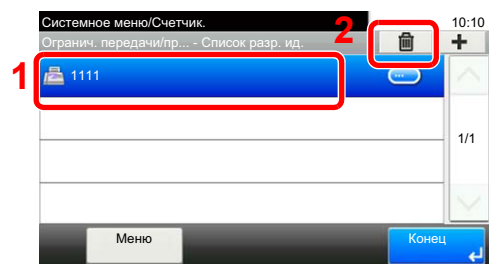 Системное меню/Счетчик.
10:10
Огранич. передачи/пр... - Список разр. ид.
2
1
1111
1/1
Меню
Конец